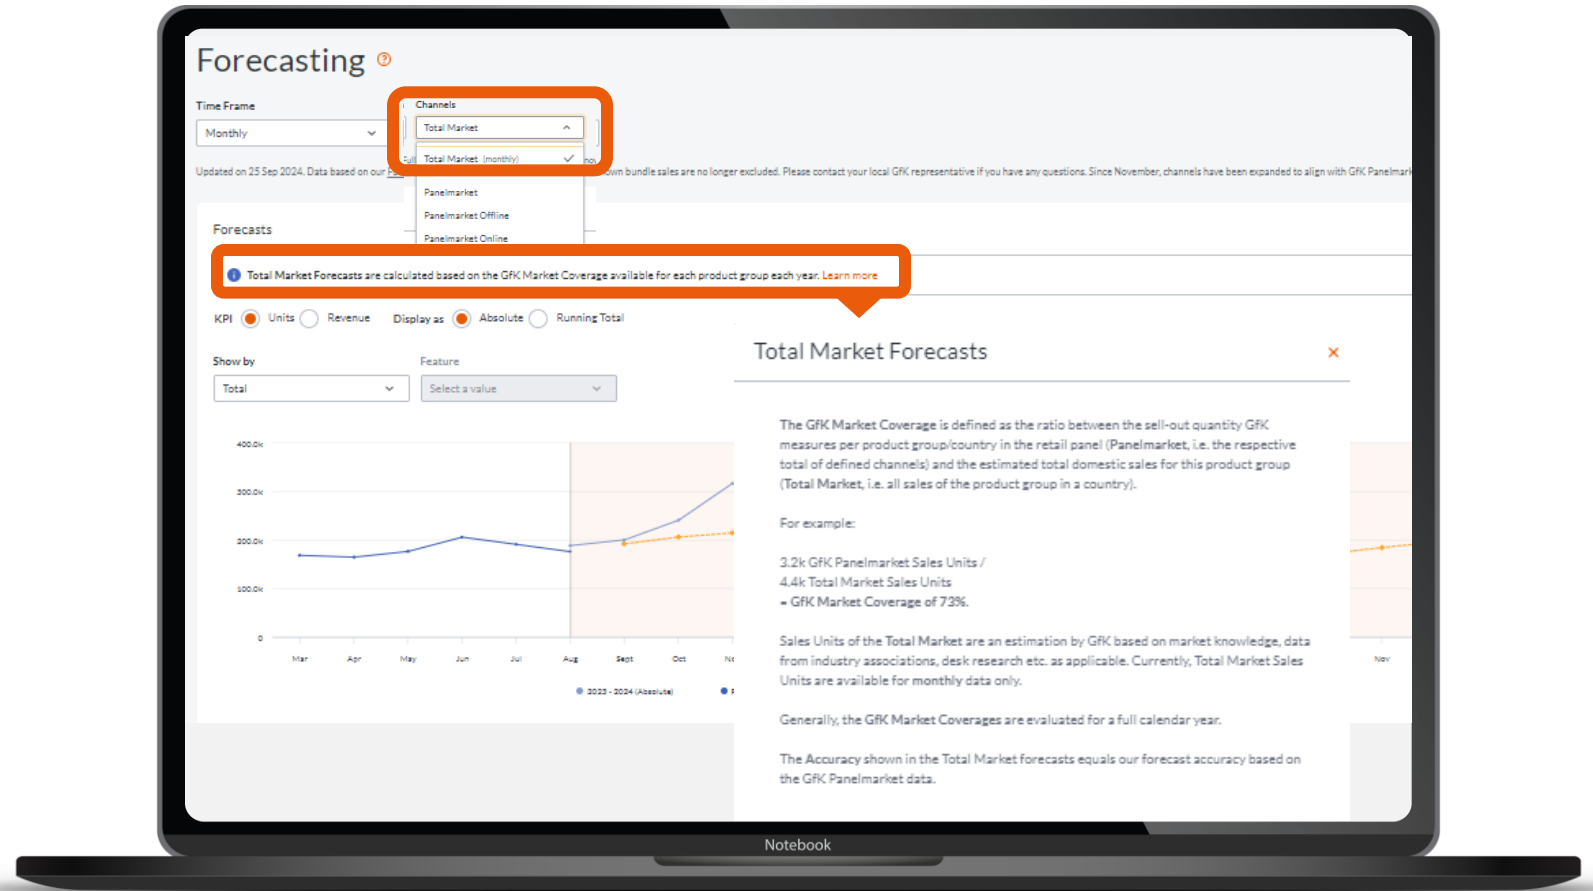 Forecasting
Time Frame
Channels
Monthly
Total Market
Total Market (monthly)
Updated on 25 Sep 2024. Data based on our
own bundle sales are no longer excluded. Please contact your local GfK representative if you have any questions. Since November, channels have been expanded to align with GfK Panelmark
Panelmarket
Panelmarket Offline
Panelmarket Online
Forecasts
Total Market Forecasts are calculated based on the GfK Market Coverage available for each product group each year. Learn more
KPI Units Revenue Display as Absolute Running Total
Show by Feature
Total Select a value
400.0k
300.0k
200.0k
100.0k
0
Mar Apr May Jun Jul Aug Sept Oct Nov
2023 - 2024 (Absolute)
Total Market Forecasts
The GfK Market Coverage is defined as the ratio between the sell-out quantity GfK
measures per product group/country in the retail panel (Panelmarket, i.e. the respective
total of defined channels) and the estimated total domestic sales for this product group
(Total Market, i.e. all sales of the product group in a country).
For example:
3.2k GfK Panelmarket Sales Units /
4.4k Total Market Sales Units
= GfK Market Coverage of 73%.
Sales Units of the Total Market are an estimation by GfK based on market knowledge, data
from industry associations, desk research etc. as applicable. Currently, Total Market Sales
Units are available for monthly data only.
Generally, the GfK Market Coverages are evaluated for a full calendar year.
The Accuracy shown in the Total Market forecasts equals our forecast accuracy based on
the GfK Panelmarket data.
Notebook